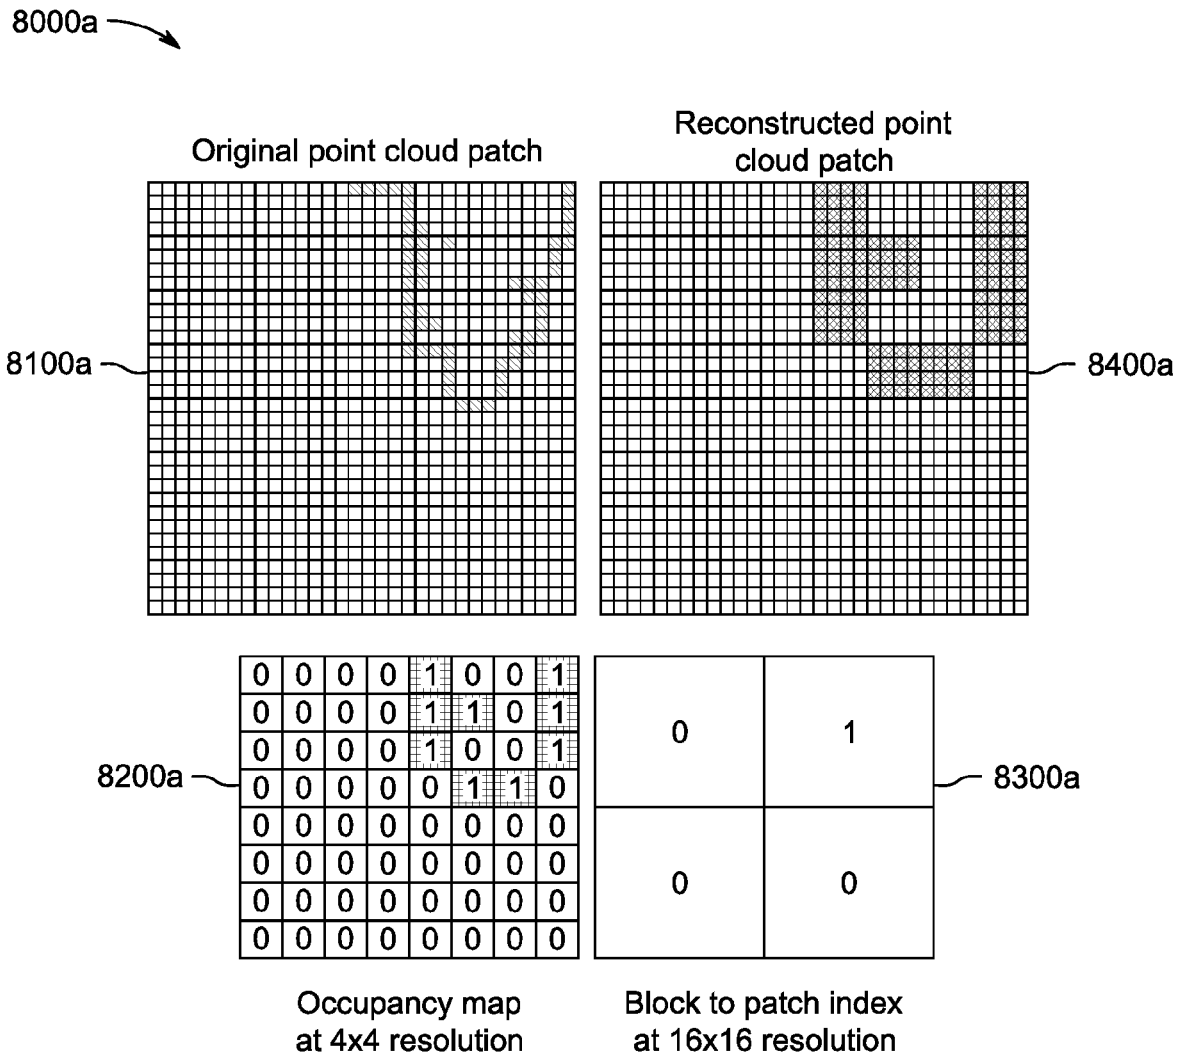 8000a
Original point cloud patch
Reconstructed point
cloud patch
8100a
8400a
0 0 0 0 1 0 0 1
0 0 0 0 1 1 0 1
0 0 0 0 1 0 0 1
0 0 0 0 0 1 1 0
0 0 0 0 0 0 0 0
0 0 0 0 0 0 0 0
0 0 0 0 0 0 0 0
0 0 0 0 0 0 0 0
8200a
0 1
0 0
8300a
Occupancy map
at 4x4 resolution
Block to patch index
at 16x16 resolution